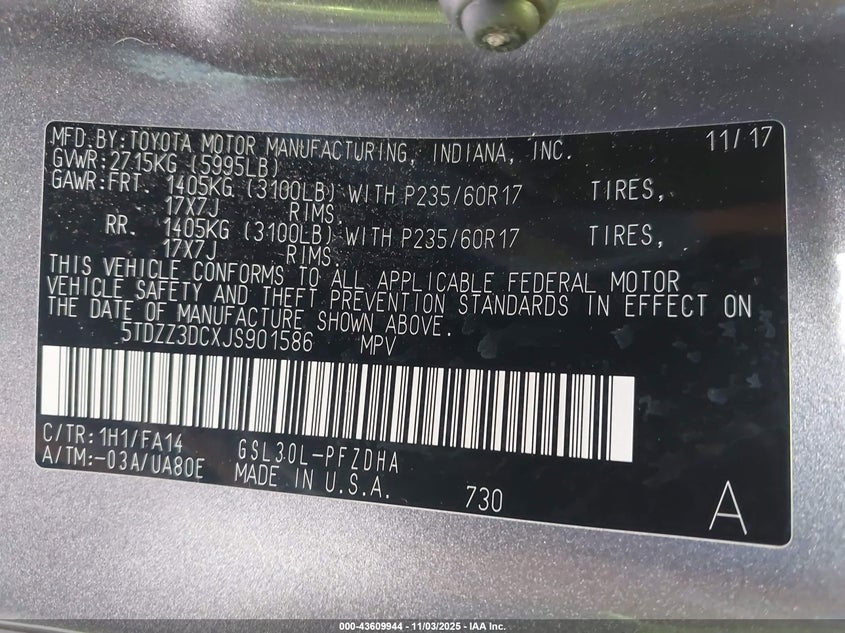 MFD. BY: TOYOTA MOTOR MANUFACTURING, INDIANA, INC. 11/17
GVWR: 2715KG (5995LB)
GAWR: FRT. 1405KG (3100LB) WITH P235/60R17 TIRES,
17X7J RIMS.
RR. 1405KG (3100LB) WITH P235/60R17 TIRES,
17X7J RIMS
THIS VEHICLE CONFORMS TO ALL APPLICABLE FEDERAL MOTOR
VEHICLE SAFETY AND THEFT PREVENTION STANDARDS IN EFFECT ON
THE DATE OF MANUFACTURE SHOWN ABOVE.
5TDZZ3DCXJS901586 MPV
C/TR: 1H1/FA14 GSL30L-PFZDHA
A/TM:-03A/UA80E MADE IN U.S.A. 730 A
000-43609944 - 11/03/2025 - IAA Inc.